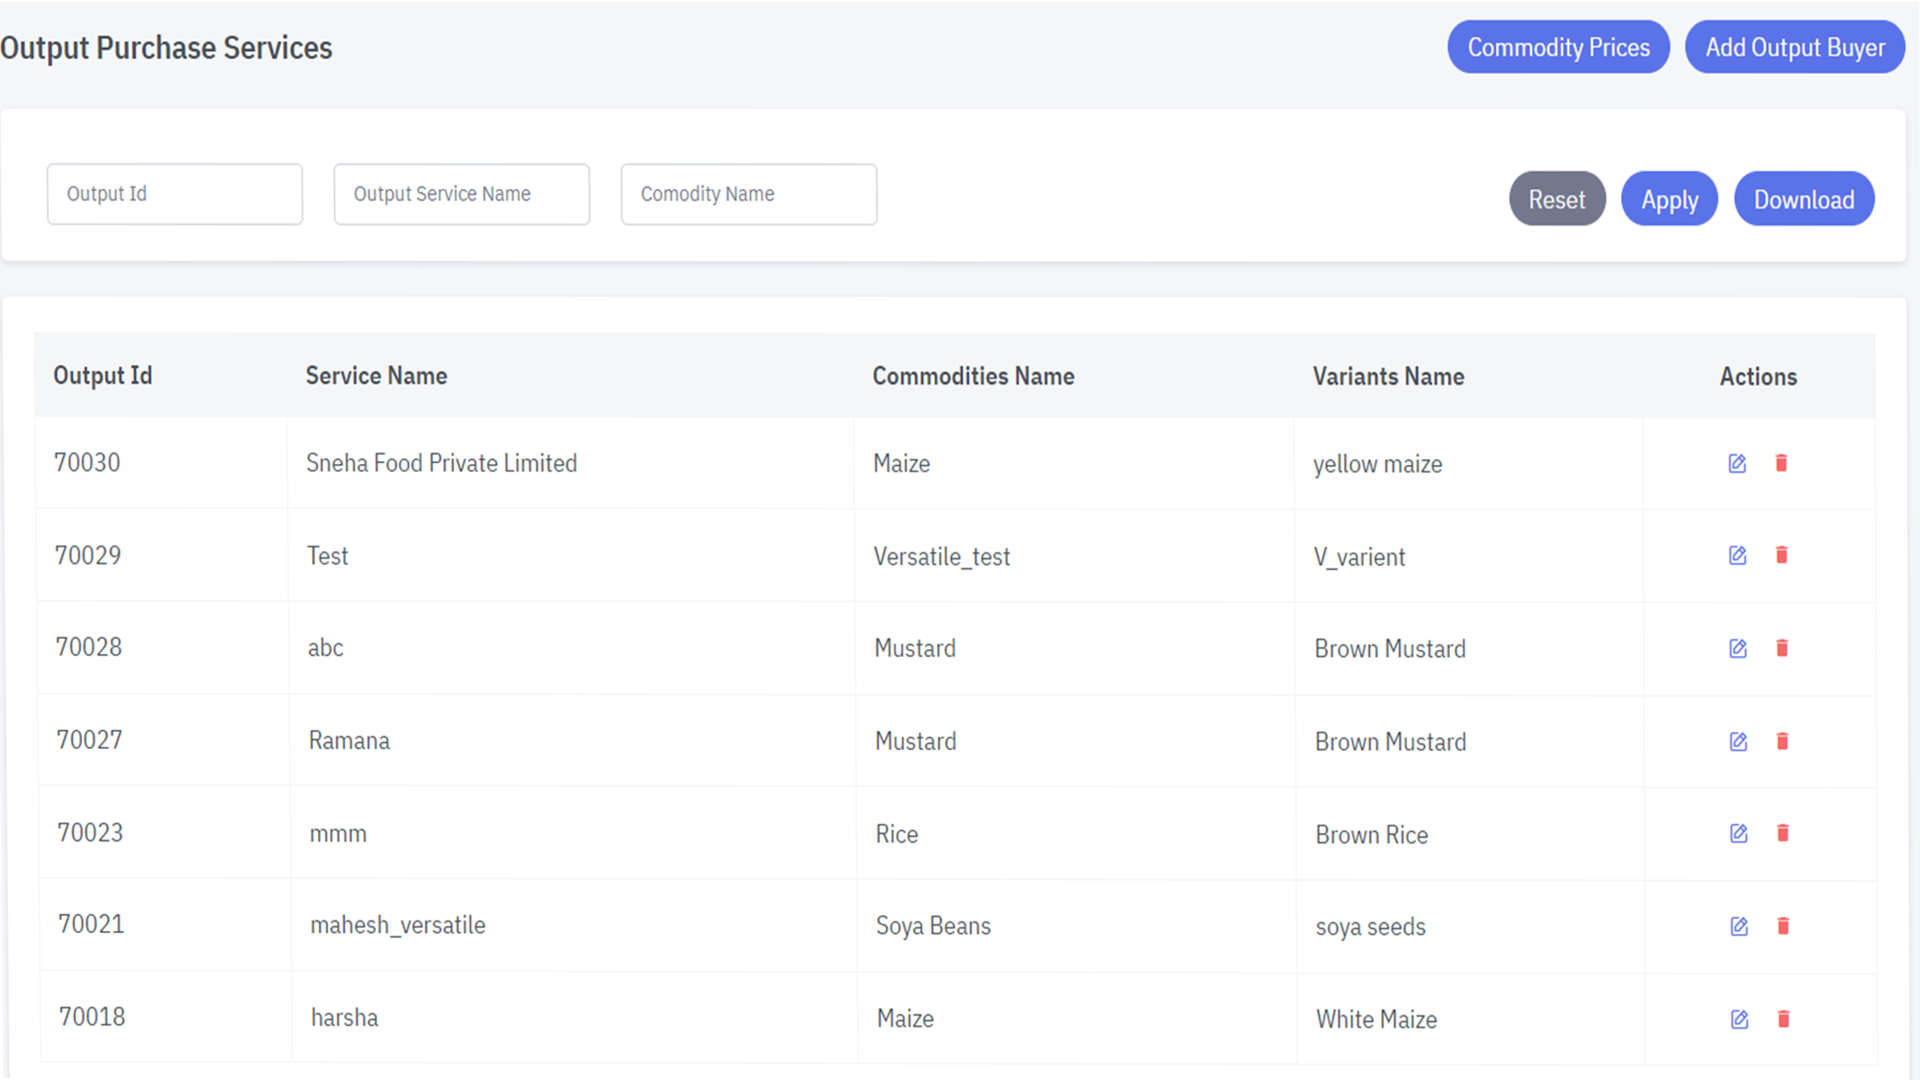 Output Purchase Services Commodity Prices Add Output Buyer
Output Id Output Service Name Comodity Name Reset Apply Download
Output Id Service Name Commodities Name Variants Name Actions
70030 Sneha Food Private Limited Maize yellow maize
70029 Test Versatile_test V_varient
70028 abc Mustard Brown Mustard
70027 Ramana Mustard Brown Mustard
70023 mmm Rice Brown Rice
70021 mahesh_versatile Soya Beans soya seeds
70018 harsha Maize White Maize